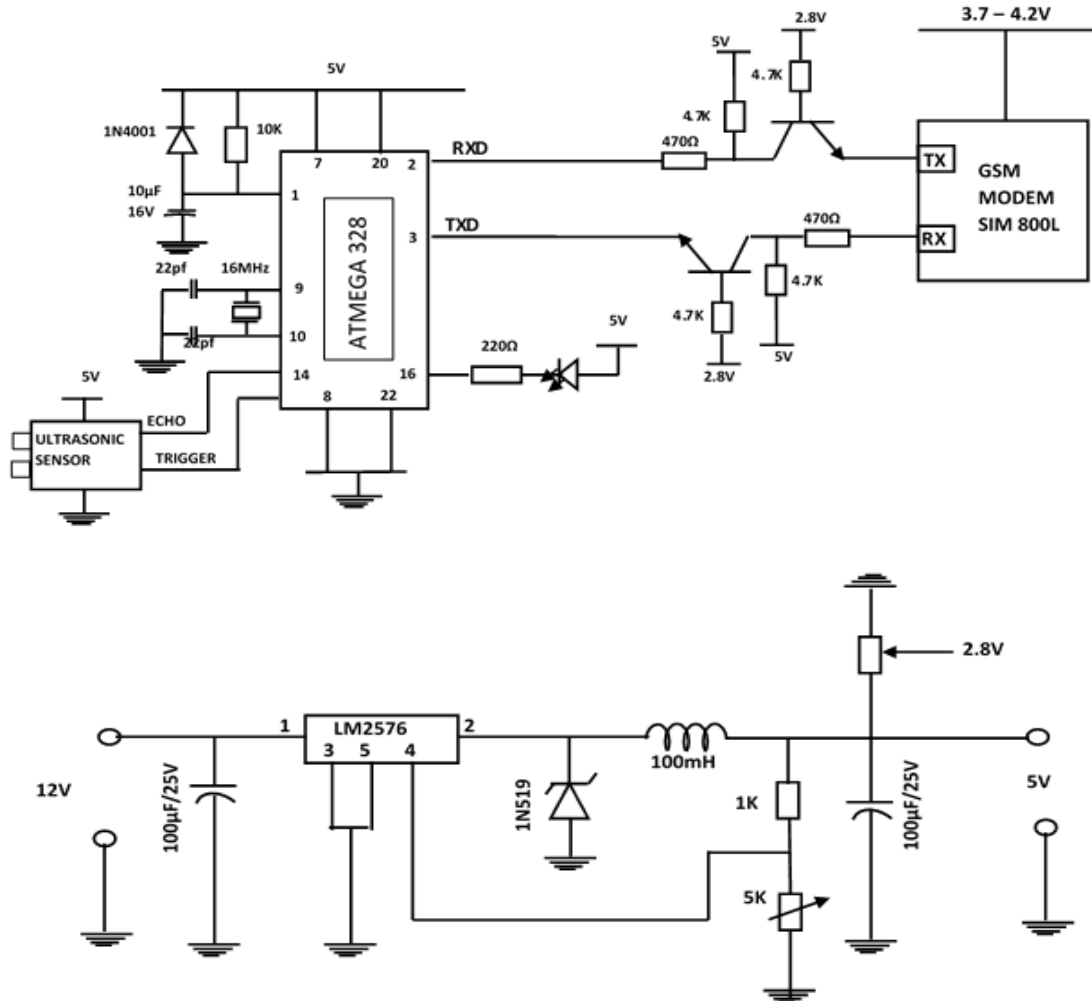 3.7 – 4.2V
2.8V
5V
4.7K
4.7K
5V
1N4001
10K
RXD
470Ω
7
20
2
TX
GSM
MODEM
SIM 800L
10µF
16V
1
ATMEGA 328
TXD
3
470Ω
RX
22pf
16MHz
9
4.7K
4.7K
22pf
10
5V
5V
220Ω
2.8V
14
16
5V
8
22
ECHO
ULTRASONIC
SENSOR
TRIGGER
2.8V
1
LM2576
2
3
5
4
100mH
12V
100µF/25V
1N519
1K
100µF/25V
5V
5K